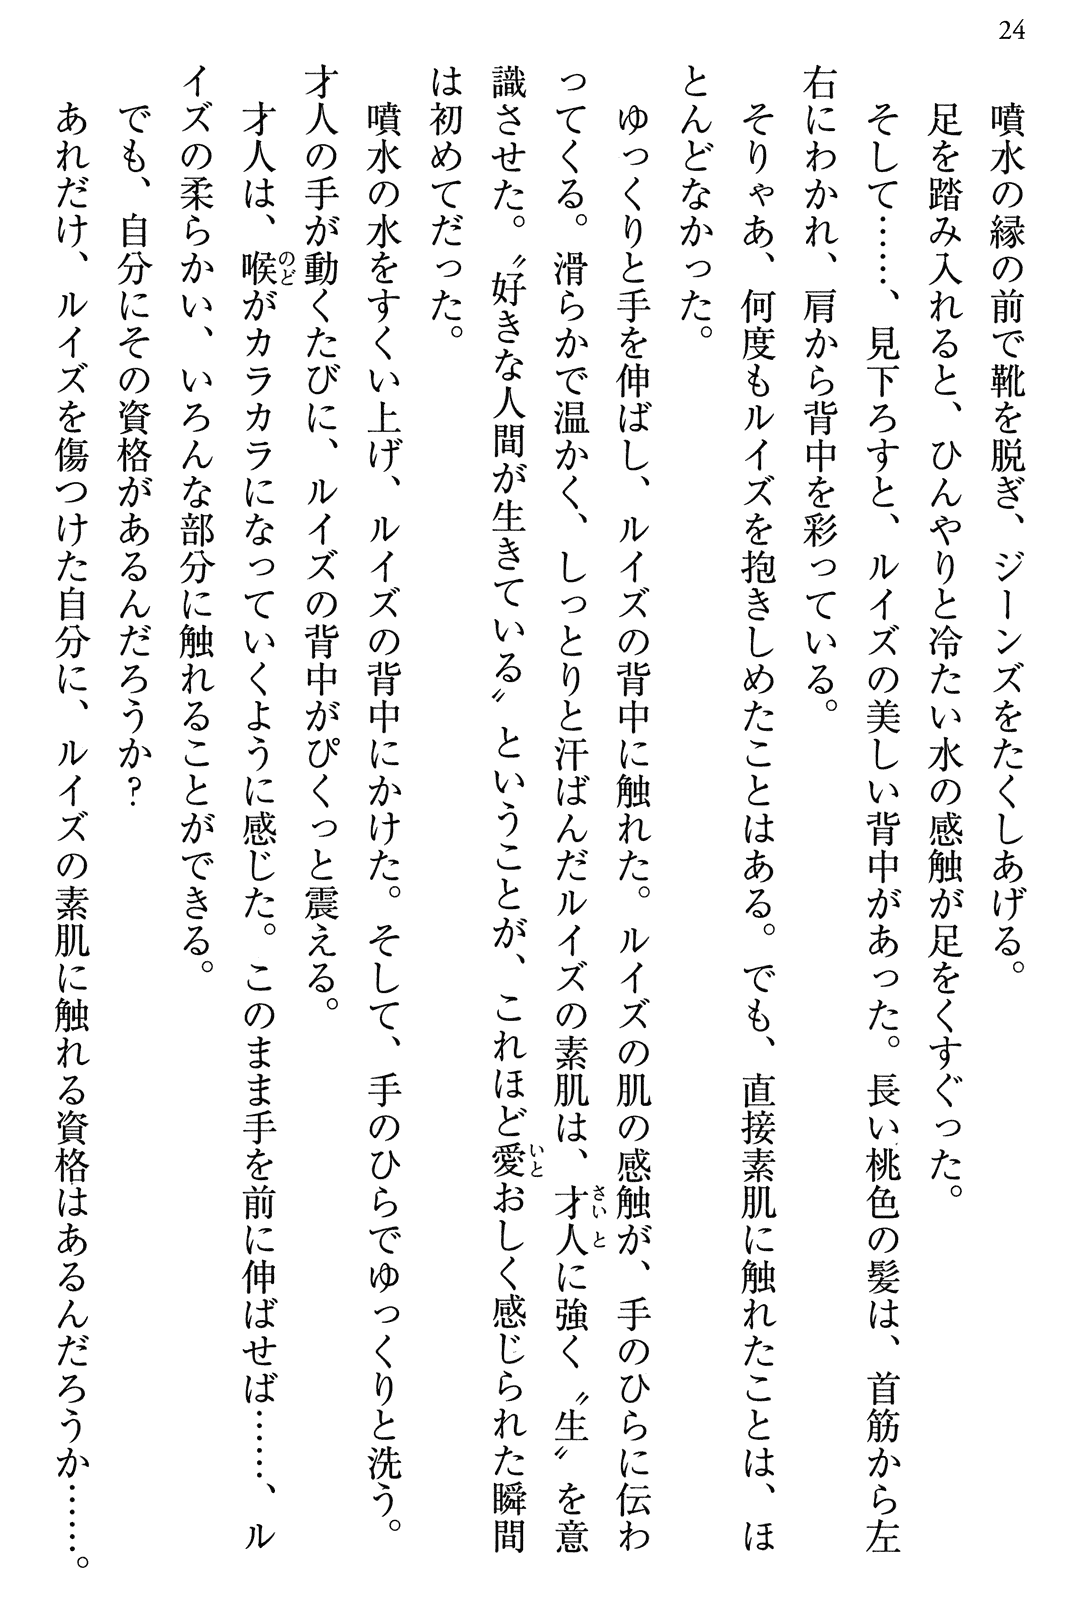 24
噴水の縁の前で靴を脱ぎ、ジーンズをたくしあげる。
足を踏み入れると、ひんやりと冷たい水の感触が足をくすぐった。
そして……、見下ろすと、ルイズの美しい背中があった。長い桃色の髪は、首筋から左
右にわかれ、肩から背中を彩っている。
そりゃあ、何度もルイズを抱きしめたことはある。でも、直接素肌に触れたことは、ほ
とんどなかった。
ゆっくりと手を伸ばし、ルイズの背中に触れた。ルイズの肌の感触が、手のひらに伝わ
ってくる。滑らかで温かく、しっとりと汗ばんだルイズの素肌は、才人さいとに強く〝生〟を意
識させた。〝好きな人間が生きている〟ということが、これほど愛いとおしく感じられた瞬間
は初めてだった。
噴水の水をすくい上げ、ルイズの背中にかけた。そして、手のひらでゆっくりと洗う。
才人の手が動くたびに、ルイズの背中がぴくっと震える。
才人は、喉のどがカラカラになっていくように感じた。このまま手を前に伸ばせば……、ル
イズの柔らかい、いろんな部分に触れることができる。
でも、自分にその資格があるんだろうか?
あれだけ、ルイズを傷つけた自分に、ルイズの素肌に触れる資格はあるんだろうか……。